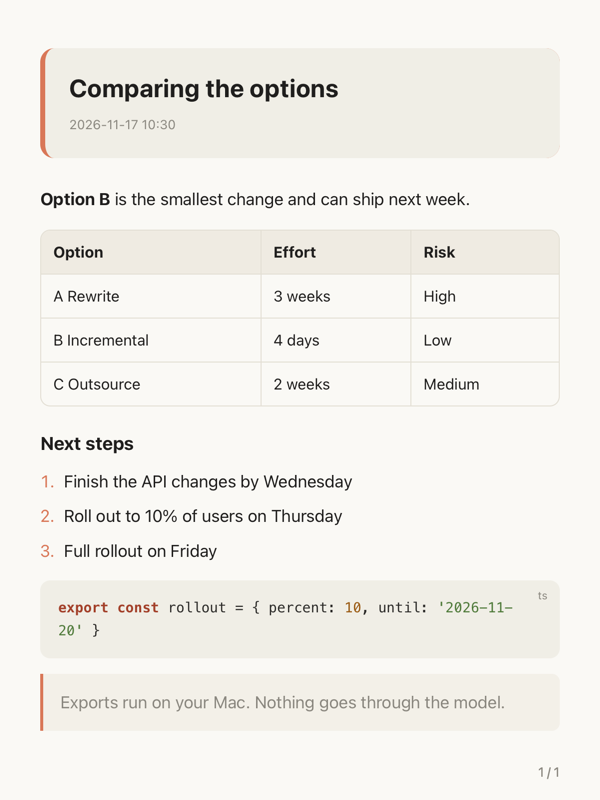 Comparing the options
2026-11-17 10:30
Option B is the smallest change and can ship next week.
Option Effort Risk
A Rewrite 3 weeks High
B Incremental 4 days Low
C Outsource 2 weeks Medium
Next steps
1. Finish the API changes by Wednesday
2. Roll out to 10% of users on Thursday
3. Full rollout on Friday
ts
export const rollout = { percent: 10, until: '2026-11-
20' }
Exports run on your Mac. Nothing goes through the model.
1 / 1